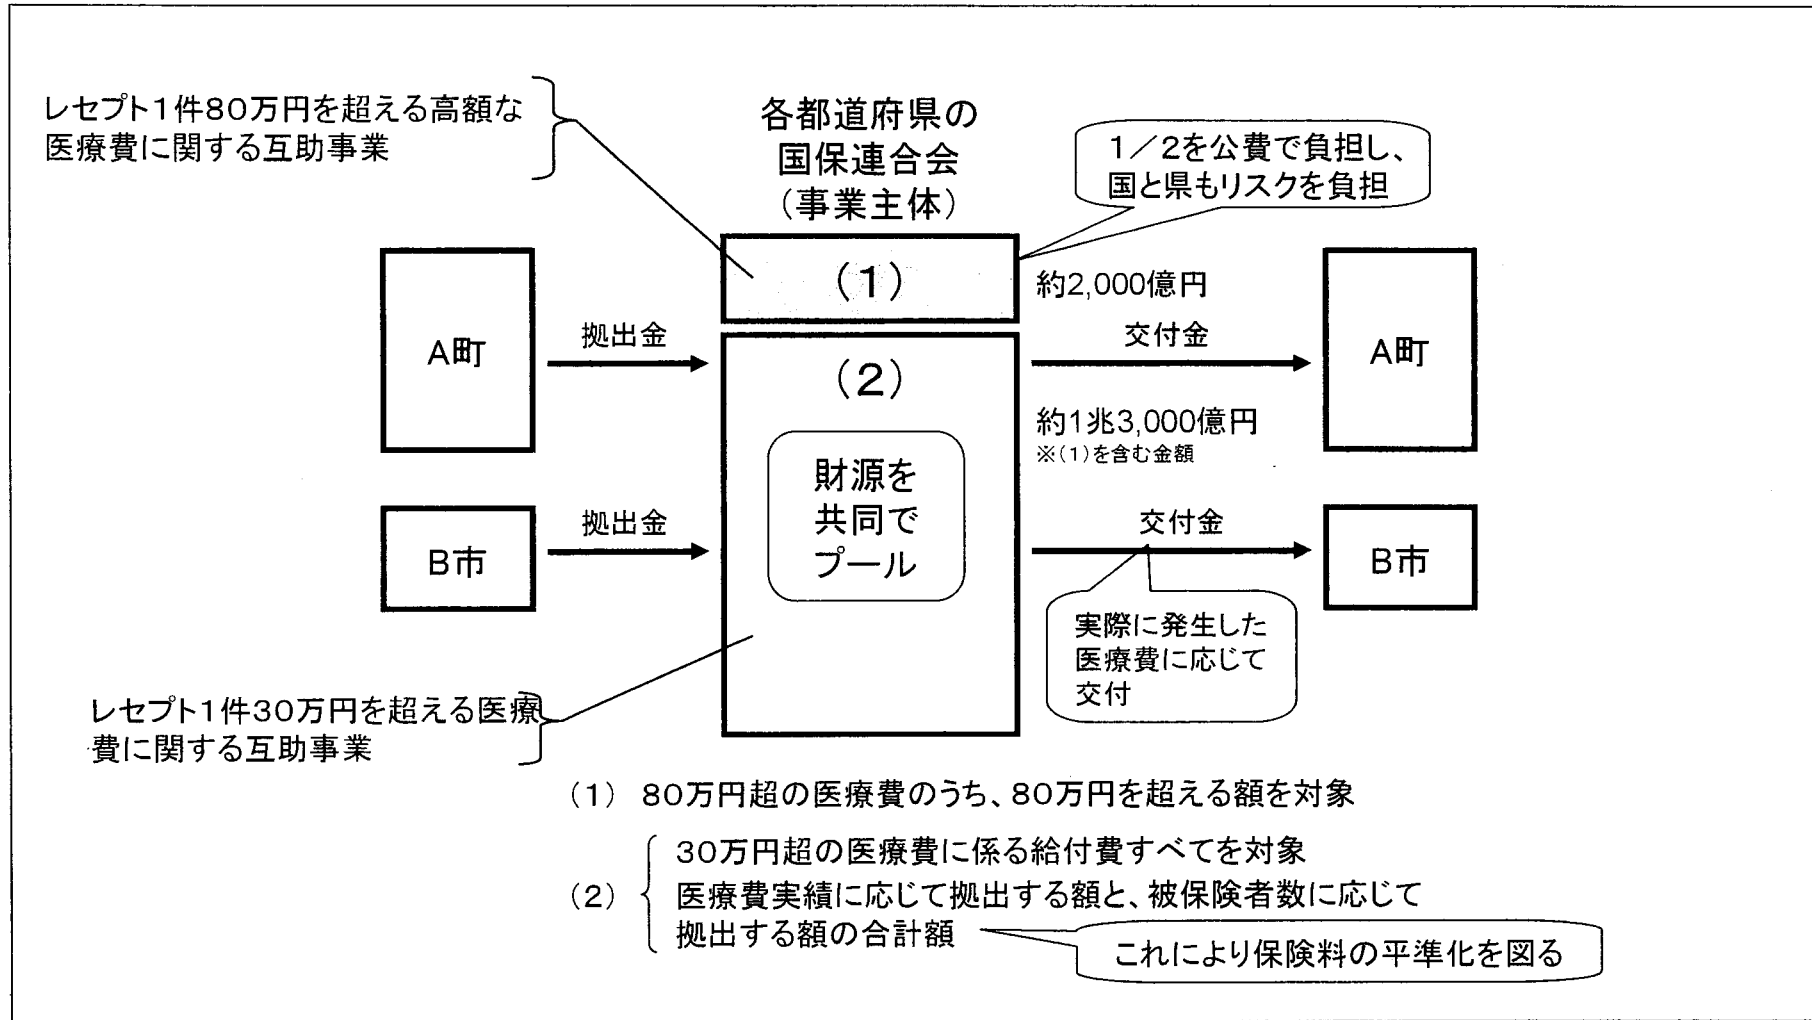 レセプト1件80万円を超える高額な
医療費に関する互助事業
各都道府県の
国保連合会
（事業主体）
1／2を公費で負担し、
国と県もリスクを負担
（1）
約2,000億円
A町
拠出金
（2）
交付金
A町
約1兆3,000億円
※（1）を含む金額
財源を
共同で
プール
B市
拠出金
交付金
B市
実際に発生した
医療費に応じて
交付
レセプト1件30万円を超える医療
費に関する互助事業
（1） 80万円超の医療費のうち、80万円を超える額を対象
（2）
30万円超の医療費に係る給付費すべてを対象
医療費実績に応じて拠出する額と、被保険者数に応じて
拠出する額の合計額
これにより保険料の平準化を図る